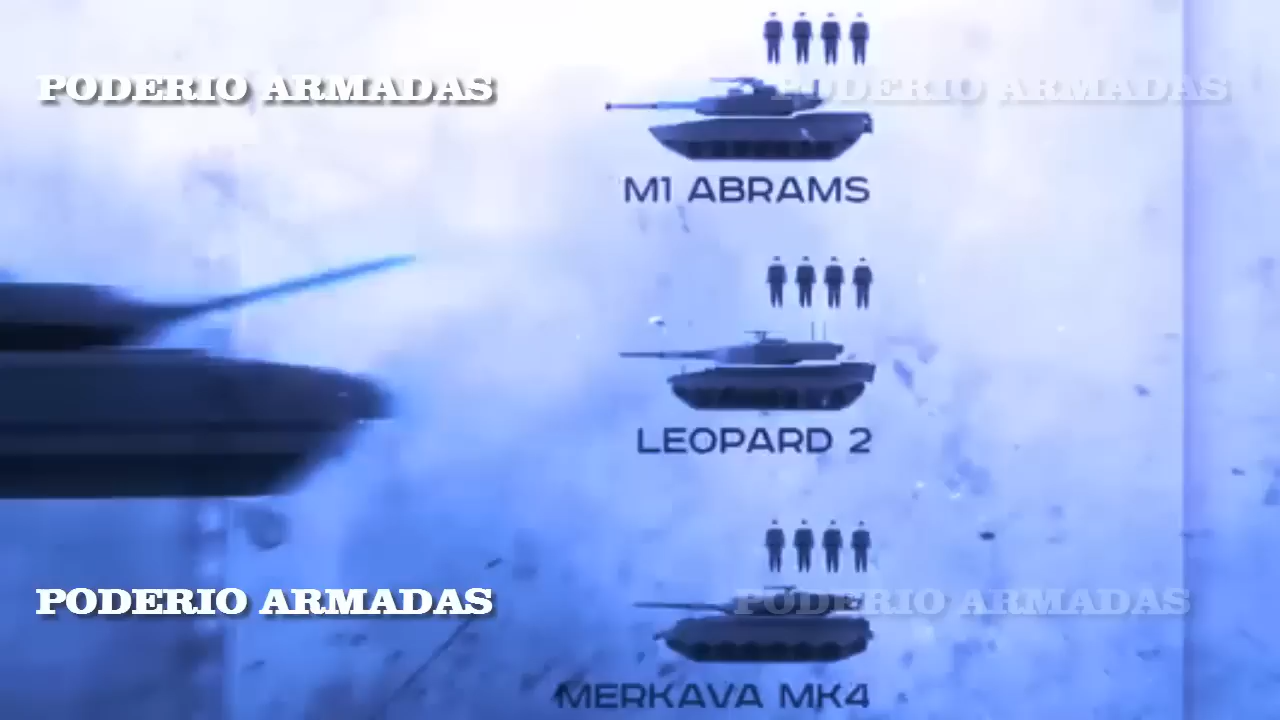 PODERIO ARMADAS
PODERIO ARMADAS
M1 ABRAMS
LEOPARD 2
PODERIO ARMADAS
PODERIO ARMADAS
MERKAVA MK4